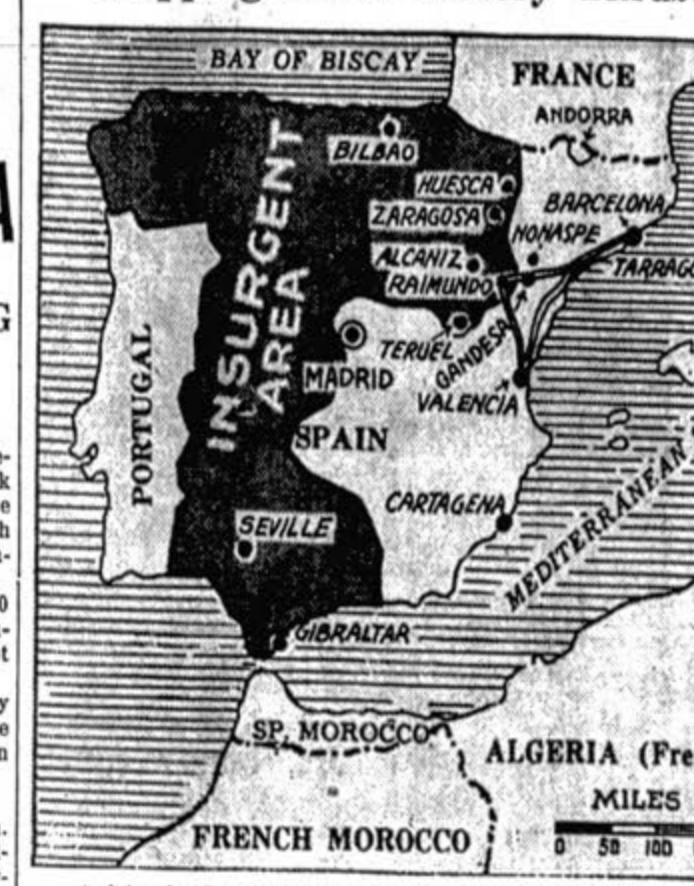 BAY OF BISCAY
FRANCE
ANDORRA
BILBAO
HUESCA
BARCELONA
ZARAGOSA
NONASPE
ALCANIZ
TARRAGO
RAIMUNDO
INSURGENT
AREA
TERUEL
GANDESA
MADRID
VALENCIA
PORTUGAL
SPAIN
CARTAGENA
SEVILLE
MEDITERRANEAN
GIBRALTAR
SP. MOROCCO
ALGERIA (Fre
MILES
FRENCH MOROCCO
0 50 100